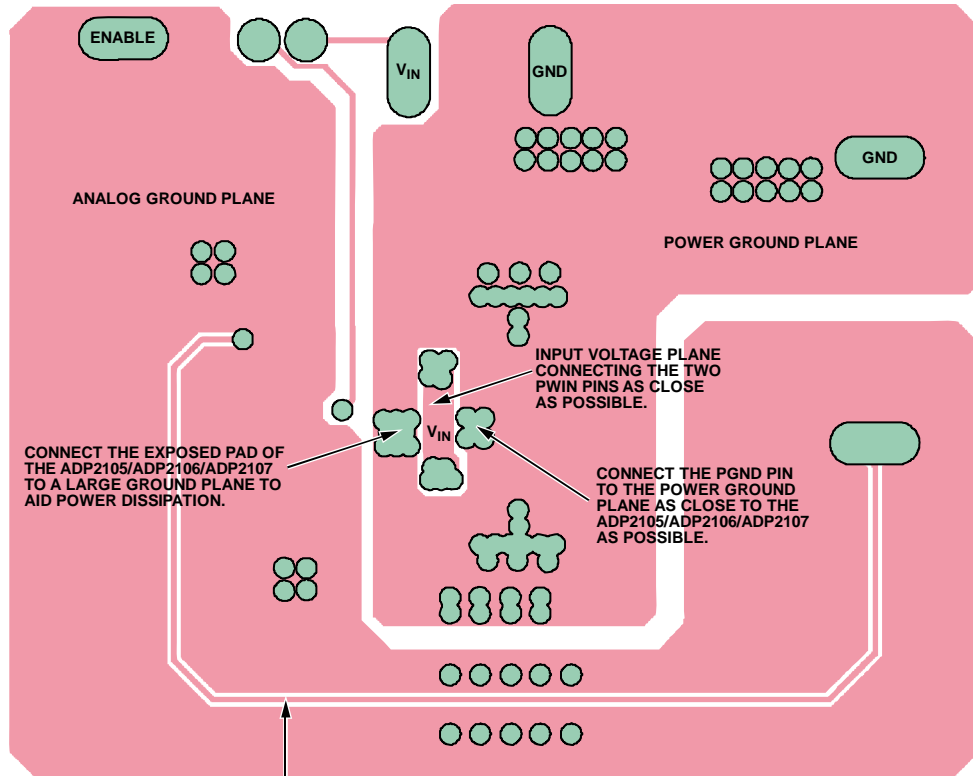 ENABLE
VIN
GND
GND
ANALOG GROUND PLANE
POWER GROUND PLANE
INPUT VOLTAGE PLANE
CONNECTING THE TWO
PWIN PINS AS CLOSE
AS POSSIBLE.
VIN
CONNECT THE EXPOSED PAD OF
THE ADP2105/ADP2106/ADP2107
TO A LARGE GROUND PLANE TO
AID POWER DISSIPATION.
CONNECT THE PGND PIN
TO THE POWER GROUND
PLANE AS CLOSE TO THE
ADP2105/ADP2106/ADP2107
AS POSSIBLE.